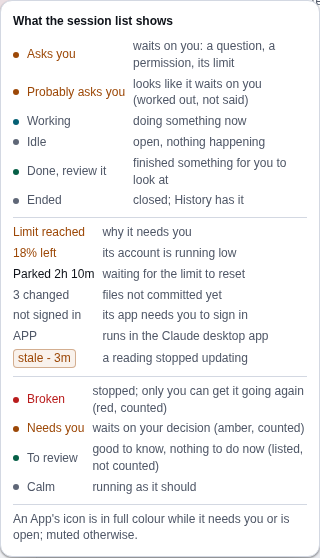 What the session list shows
Asks you waits on you: a question, a
permission, its limit
Probably asks you looks like it waits on you
(worked out, not said)
Working doing something now
Idle open, nothing happening
Done, review it finished something for you to
look at
Ended closed; History has it
Limit reached why it needs you
18% left its account is running low
Parked 2h 10m waiting for the limit to reset
3 changed files not committed yet
not signed in its app needs you to sign in
APP runs in the Claude desktop app
stale - 3m a reading stopped updating
Broken stopped; only you can get it going again
(red, counted)
Needs you waits on your decision (amber, counted)
To review good to know, nothing to do now (listed,
not counted)
Calm running as it should
An App's icon is in full colour while it needs you or is
open; muted otherwise.